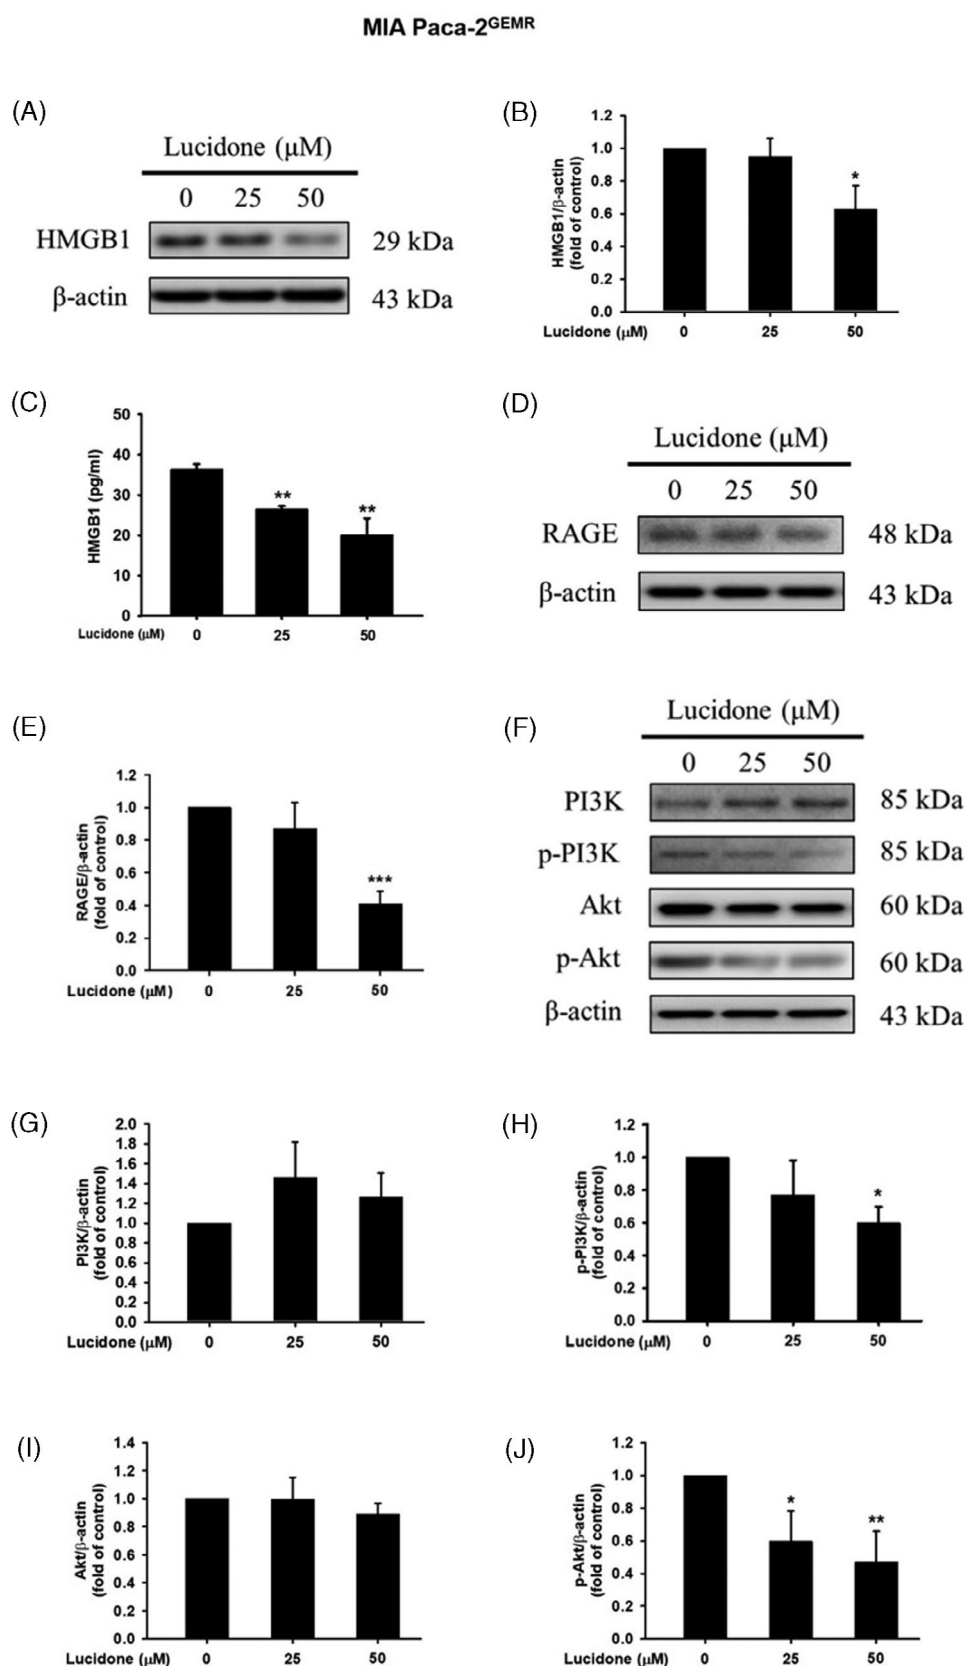 MIA Paca-2GEMR
(A)
Lucidone (μM)
0 25 50
HMGB1 29 kDa
β-actin 43 kDa
(B)
HMGB1/β-actin
(fold of control)
1.2
1.0
0.8
0.6
0.4
0.2
0.0
*
Lucidone (μM) 0 25 50
(C)
HMGB1 (pg/ml)
50
40
30
20
10
0
** **
Lucidone (μM) 0 25 50
(D)
Lucidone (μM)
0 25 50
RAGE 48 kDa
β-actin 43 kDa
(E)
RAGE/β-actin
(fold of control)
1.2
1.0
0.8
0.6
0.4
0.2
0.0
***
Lucidone (μM) 0 25 50
(F)
Lucidone (μM)
0 25 50
PI3K 85 kDa
p-PI3K 85 kDa
Akt 60 kDa
p-Akt 60 kDa
β-actin 43 kDa
(G)
PI3K/β-actin
(fold of control)
2.0
1.8
1.6
1.4
1.2
1.0
0.8
0.6
0.4
0.2
0.0
Lucidone (μM) 0 25 50
(H)
p-PI3K/β-actin
(fold of control)
1.2
1.0
0.8
0.6
0.4
0.2
0.0
*
Lucidone (μM) 0 25 50
(I)
Akt/β-actin
(fold of control)
1.4
1.2
1.0
0.8
0.6
0.4
0.2
0.0
Lucidone (μM) 0 25 50
(J)
p-Akt/β-actin
(fold of control)
1.2
1.0
0.8
0.6
0.4
0.2
0.0
* **
Lucidone (μM) 0 25 50